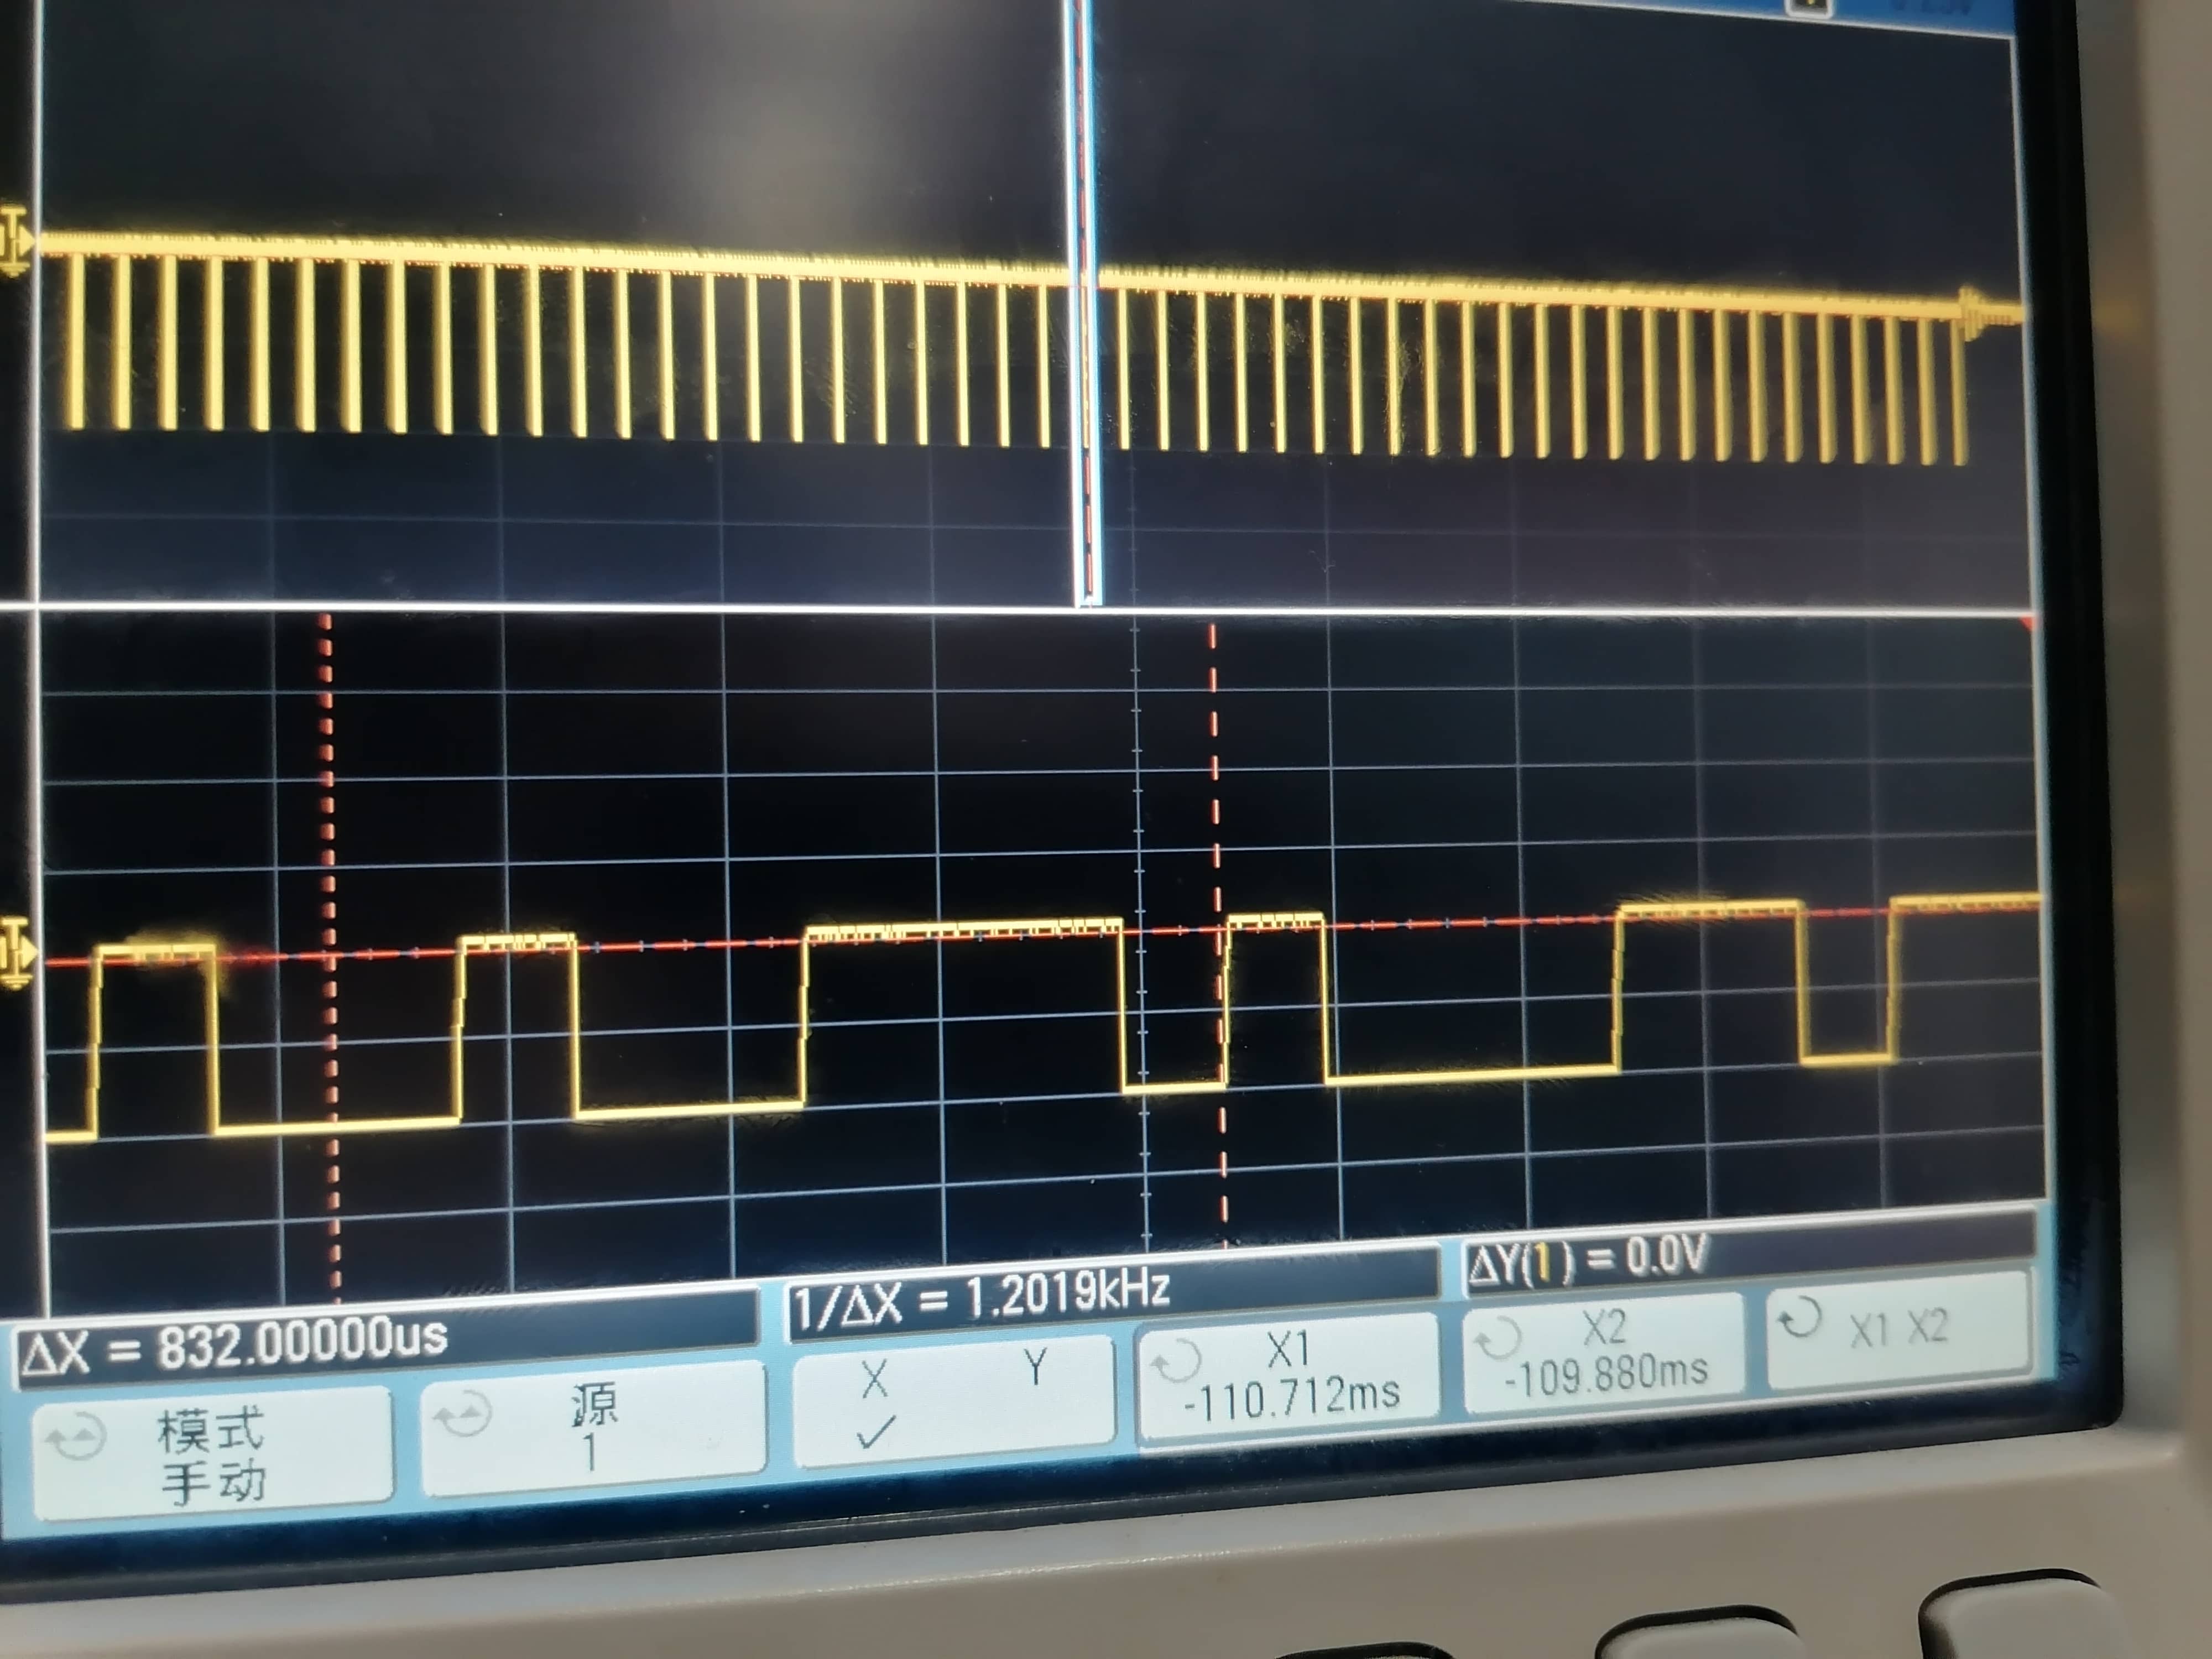 ΔX = 832.00000us
1/ΔX = 1.2019kHz
ΔY(1) = 0.0V
模式
手动
源
1
X Y
✓
X1
-110.712ms
X2
-109.880ms
X1 X2